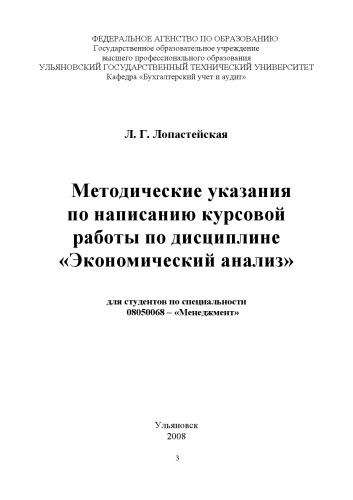 ФЕДЕРАЛЬНОЕ АГЕНСТВО ПО ОБРАЗОВАНИЮ
Государственное образовательное учреждение
высшего профессионального образования
УЛЬЯНОВСКИЙ ГОСУДАРСТВЕННЫЙ ТЕХНИЧЕСКИЙ УНИВЕРСИТЕТ
Кафедра «Бухгалтерский учет и аудит»
Л. Г. Лопастейская
Методические указания
по написанию курсовой
работы по дисциплине
«Экономический анализ»
для студентов по специальности
08050068 – «Менеджмент»
Ульяновск
2008
3